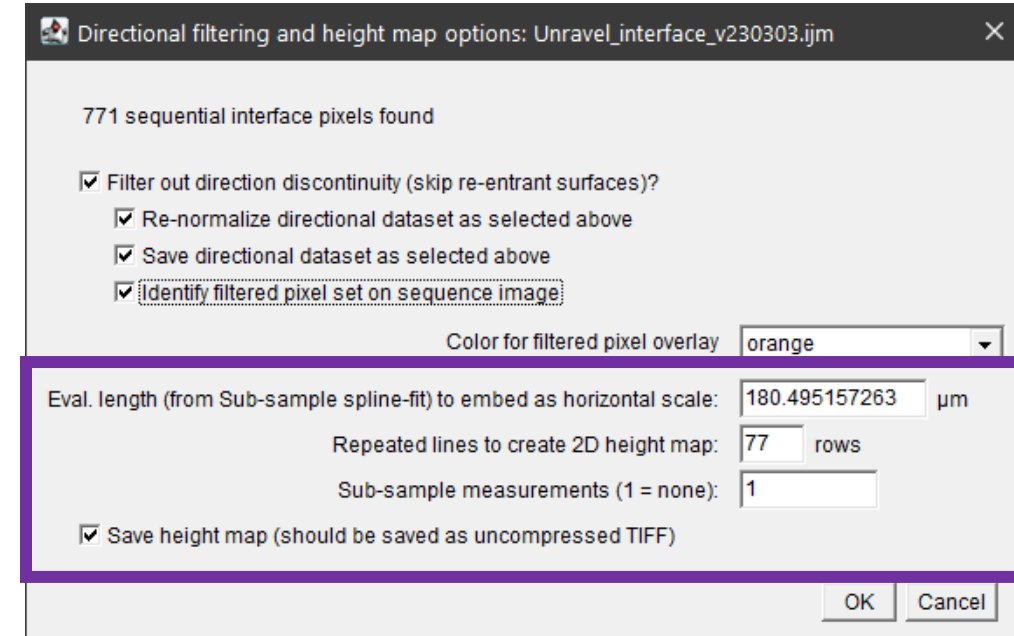 Directional filtering and height map options: Unravel_interface_v230303.ijm
771 sequential interface pixels found
Filter out direction discontinuity (skip re-entrant surfaces)?
Re-normalize directional dataset as selected above
Save directional dataset as selected above
Identify filtered pixel set on sequence image
Color for filtered pixel overlay orange
Eval. length (from Sub-sample spline-fit) to embed as horizontal scale: 180.495157263 µm
Repeated lines to create 2D height map: 77 rows
Sub-sample measurements (1 = none): 1
Save height map (should be saved as uncompressed TIFF)
OK Cancel